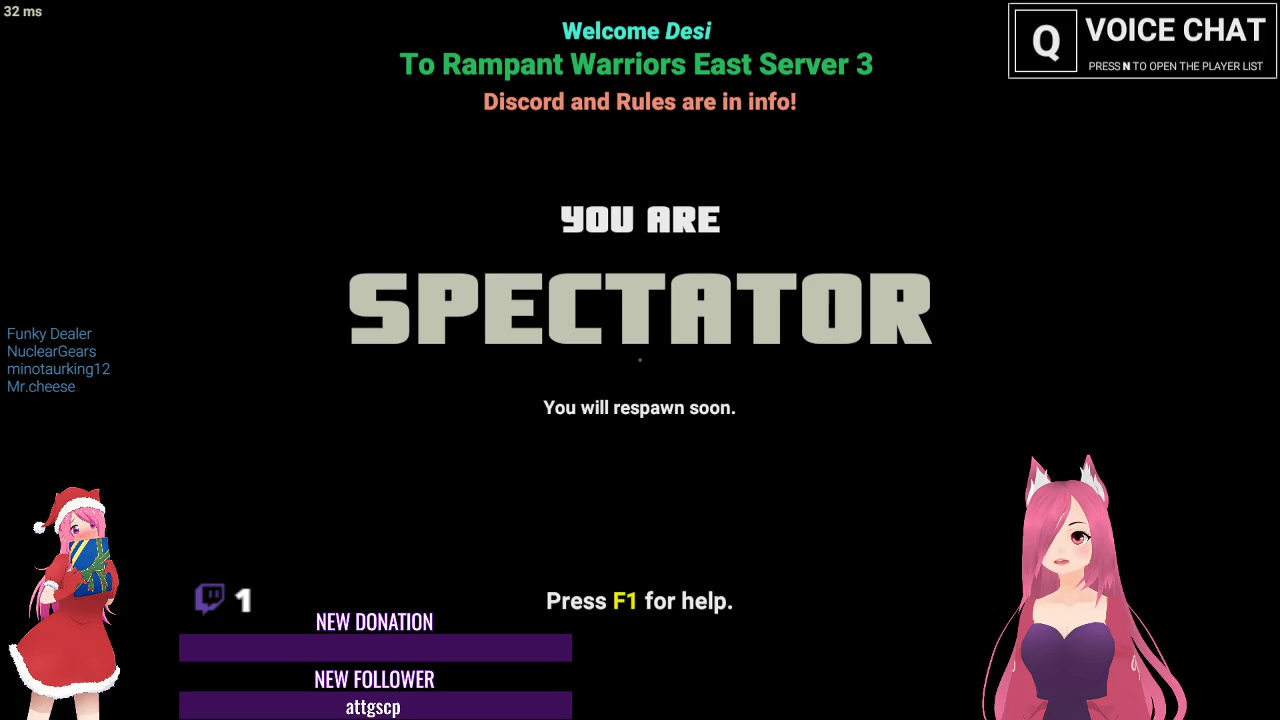 32 ms
Welcome Desi
To Rampant Warriors East Server 3
Discord and Rules are in info!
Q
VOICE CHAT
PRESS N TO OPEN THE PLAYER LIST
YOU ARE
SPECTATOR
Funky Dealer
NuclearGears
minotaurking12
Mr.cheese
You will respawn soon.
1
Press F1 for help.
NEW DONATION
NEW FOLLOWER
attgscp